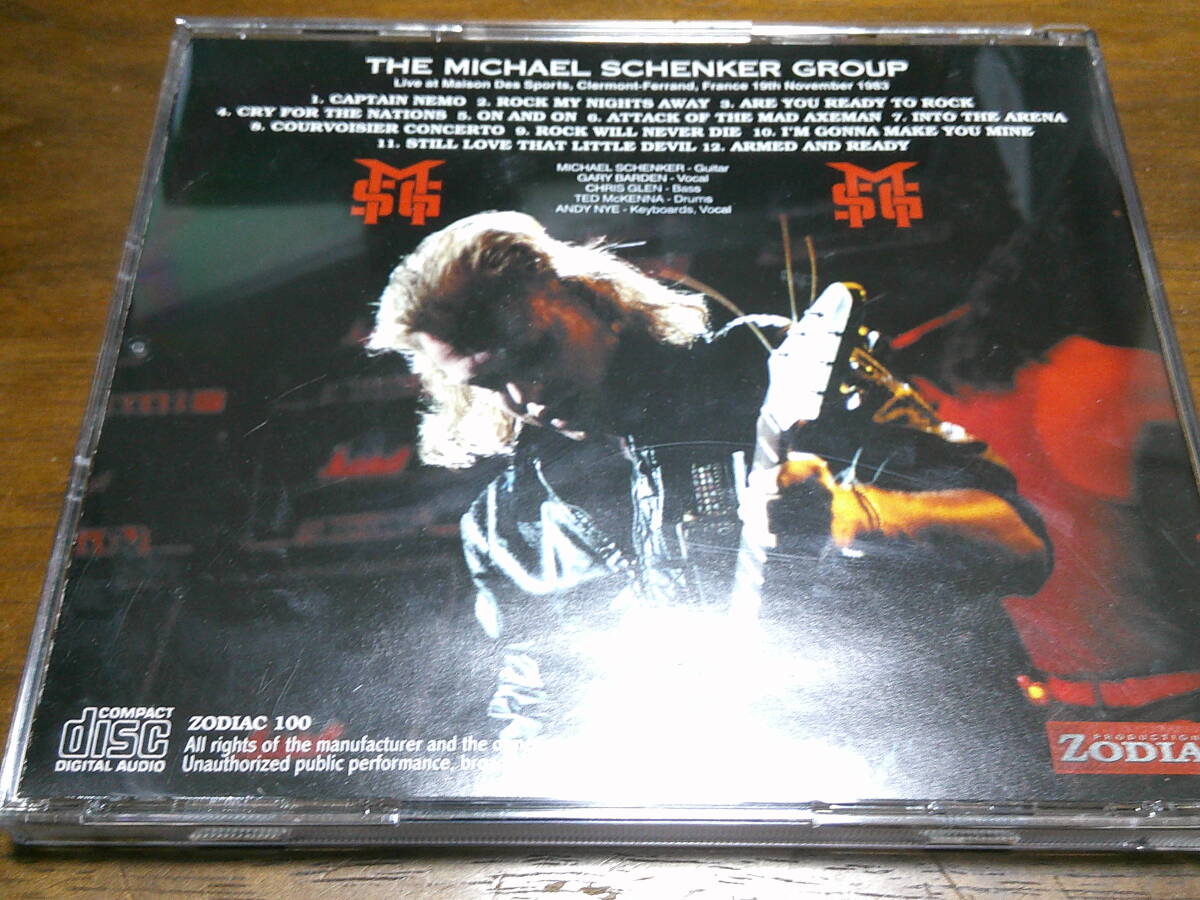 THE MICHAEL SCHENKER GROUP
Live at Maison Des Sports, Clermont-Ferrand, France 19th November 1983
1. CAPTAIN NEMO 2. ROCK MY NIGHTS AWAY 3. ARE YOU READY TO ROCK
4. CRY FOR THE NATIONS 5. ON AND ON 6. ATTACK OF THE MAD AXEMAN 7. INTO THE ARENA
8. COURVOISIER CONCERTO 9. ROCK WILL NEVER DIE 10. I'M GONNA MAKE YOU MINE
11. STILL LOVE THAT LITTLE DEVIL 12. ARMED AND READY
MSG
MSG
MICHAEL SCHENKER - Guitar
GARY BARDEN - Vocal
CHRIS GLEN - Bass
TED McKENNA - Drums
ANDY NYE - Keyboards, Vocal
Marshall
COMPACT
disc
DIGITAL AUDIO
ZODIAC 100
All rights of the manufacturer and the
Unauthorized public performance,
PRODUCTION
ZODIA